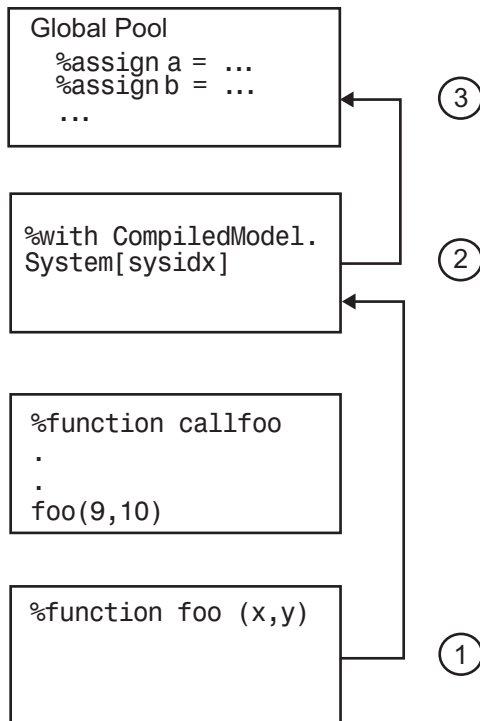 Global Pool
%assign a = ...
%assign b = ...
...
3
%with CompiledModel.
System[sysidx]
2
%function callfoo
.
.
foo(9,10)
%function foo (x,y)
1